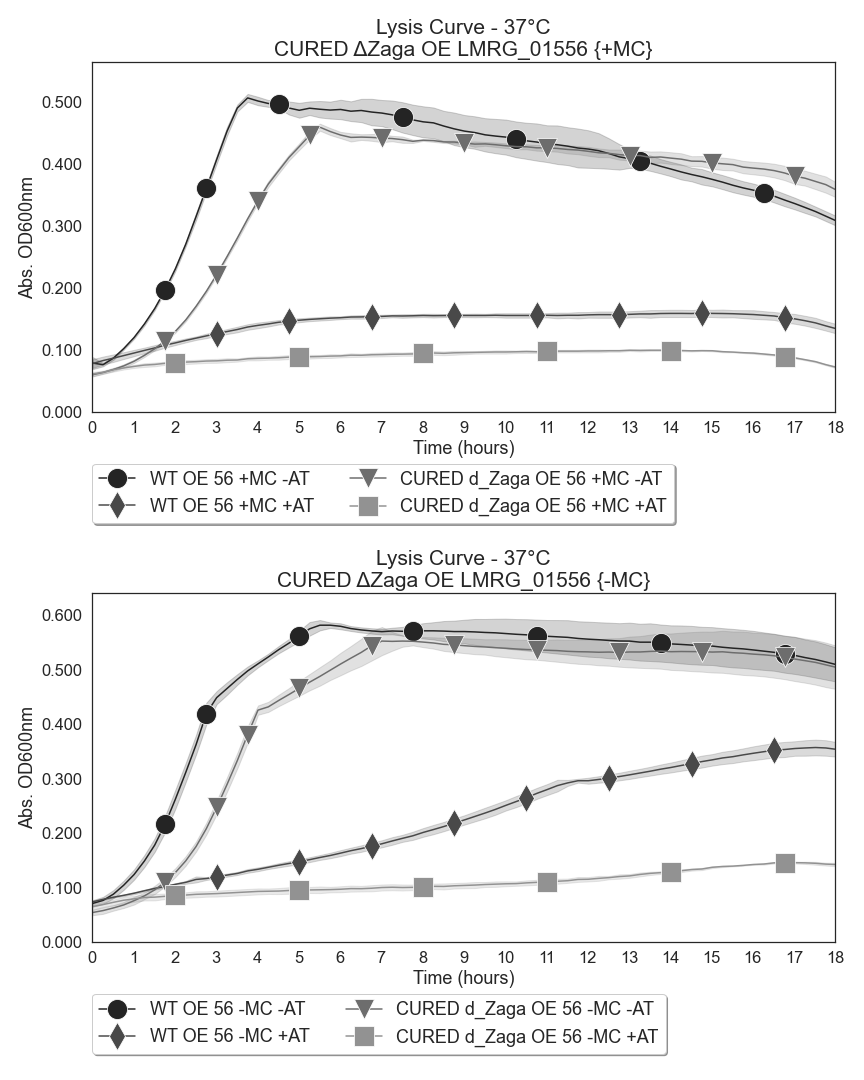 Lysis Curve - 37°C
CURED ΔZaga OE LMRG_01556 {+MC}
Abs. OD600nm
0.500
0.400
0.300
0.200
0.100
0.000
0 1 2 3 4 5 6 7 8 9 10 11 12 13 14 15 16 17 18
Time (hours)
WT OE 56 +MC -AT
CURED d_Zaga OE 56 +MC -AT
WT OE 56 +MC +AT
CURED d_Zaga OE 56 +MC +AT
Lysis Curve - 37°C
CURED ΔZaga OE LMRG_01556 {-MC}
Abs. OD600nm
0.600
0.500
0.400
0.300
0.200
0.100
0.000
0 1 2 3 4 5 6 7 8 9 10 11 12 13 14 15 16 17 18
Time (hours)
WT OE 56 -MC -AT
CURED d_Zaga OE 56 -MC -AT
WT OE 56 -MC +AT
CURED d_Zaga OE 56 -MC +AT